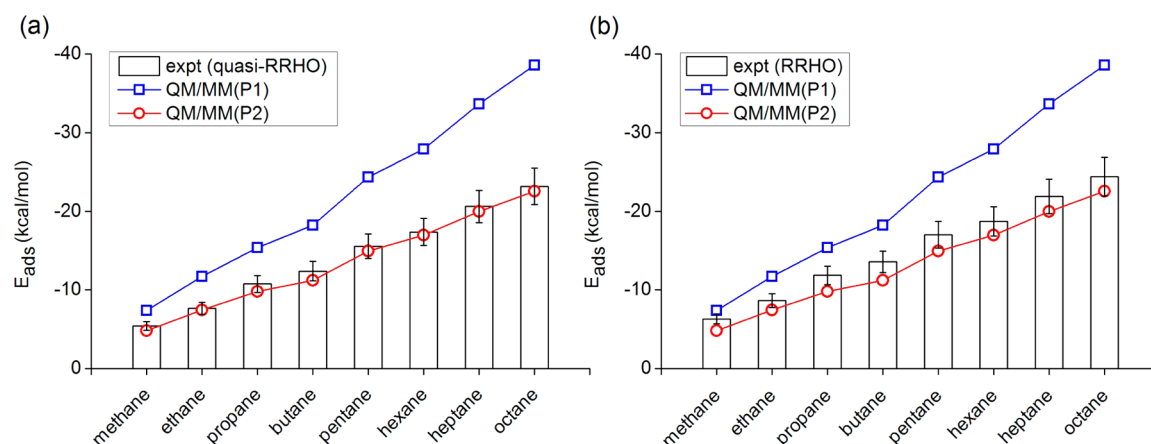 (a)
expt (quasi-RRHO)
QM/MM(P1)
QM/MM(P2)
-40
-30
-20
-10
0
E_ads (kcal/mol)
methane
ethane
propane
butane
pentane
hexane
heptane
octane
(b)
expt (RRHO)
QM/MM(P1)
QM/MM(P2)
-40
-30
-20
-10
0
E_ads (kcal/mol)
methane
ethane
propane
butane
pentane
hexane
heptane
octane